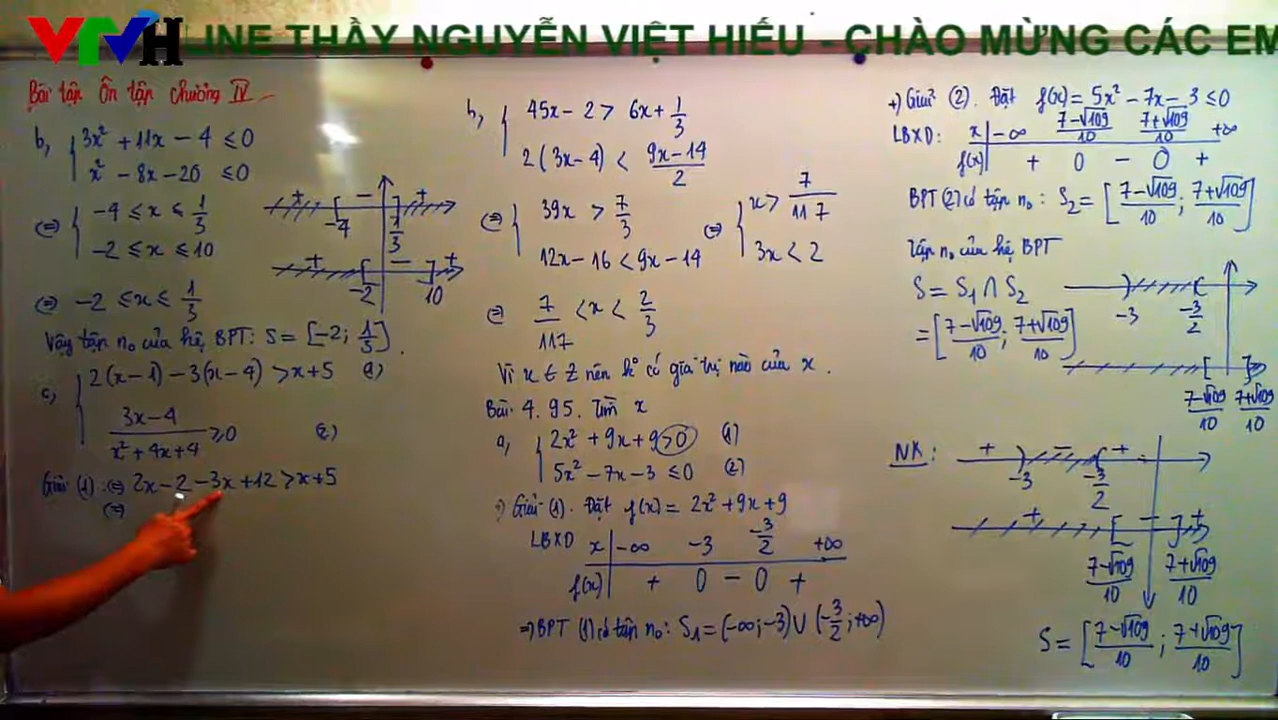 VTVH
LINE THẦY NGUYỄN VIỆT HIẾU - CHÀO MỪNG CÁC EM
Bài tập Ôn tập chương IV
b, { 3x² + 11x - 4 ≤ 0
x² - 8x - 20 ≤ 0
(=) { -4 ≤ x ≤ 1/3
-2 ≤ x ≤ 10
+ - +
-4 1/3
+ - +
-2 10
(=) -2 ≤ x ≤ 1/3
Vậy tập n₀ của hệ BPT: S = [-2; 1/3].
c, { 2(x-1) - 3(x-4) > x+5 (1)
(3x-4)/(x²+4x+4) ≥ 0 (2)
Giải (1): (=) 2x - 2 - 3x + 12 > x+5
(=)
b, { 45x - 2 > 6x + 1/3
2(3x-4) < (9x-14)/2
(=) { 39x > 7/3
12x - 16 < 9x - 14
(=) { x > 7/117
3x < 2
(=) 7/117 < x < 2/3
Vì x ∈ Z nên k° có giá trị nào của x.
Bài 4.95. Tìm x
a, { 2x² + 9x + 9 > 0 (1)
5x² - 7x - 3 ≤ 0 (2)
+) Giải (1). Đặt f(x) = 2x² + 9x + 9
LBXD x | -∞ -3 -3/2 +∞
f(x) | + 0 - 0 +
=) BPT (1) có tập n₀: S₁ = (-∞; -3) ∪ (-3/2; +∞)
+) Giải (2). Đặt f(x) = 5x² - 7x - 3 ≤ 0
LBXD: x | -∞ (7-√109)/10 (7+√109)/10 +∞
f(x) | + 0 - 0 +
BPT (2) có tập n₀: S₂ = [(7-√109)/10; (7+√109)/10]
Tập n₀ của hệ BPT
S = S₁ ∩ S₂
= [(7-√109)/10; (7+√109)/10]
-3 -3/2
(7-√109)/10 (7+√109)/10
NK: + - +
-3 -3/2
+ - +
(7-√109)/10 (7+√109)/10
S = [(7-√109)/10; (7+√109)/10]